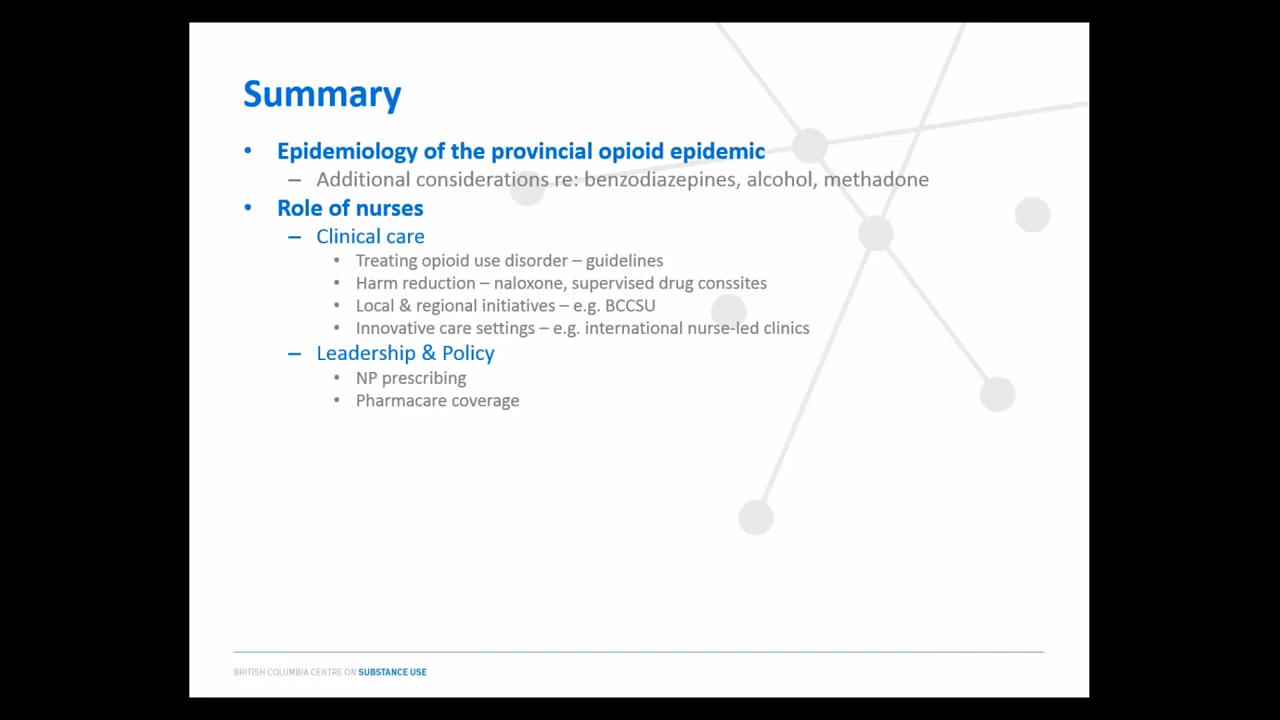 Summary
• Epidemiology of the provincial opioid epidemic
– Additional considerations re: benzodiazepines, alcohol, methadone
• Role of nurses
– Clinical care
• Treating opioid use disorder – guidelines
• Harm reduction – naloxone, supervised drug conssites
• Local & regional initiatives – e.g. BCCSU
• Innovative care settings – e.g. international nurse-led clinics
– Leadership & Policy
• NP prescribing
• Pharmacare coverage
BRITISH COLUMBIA CENTRE ON SUBSTANCE USE